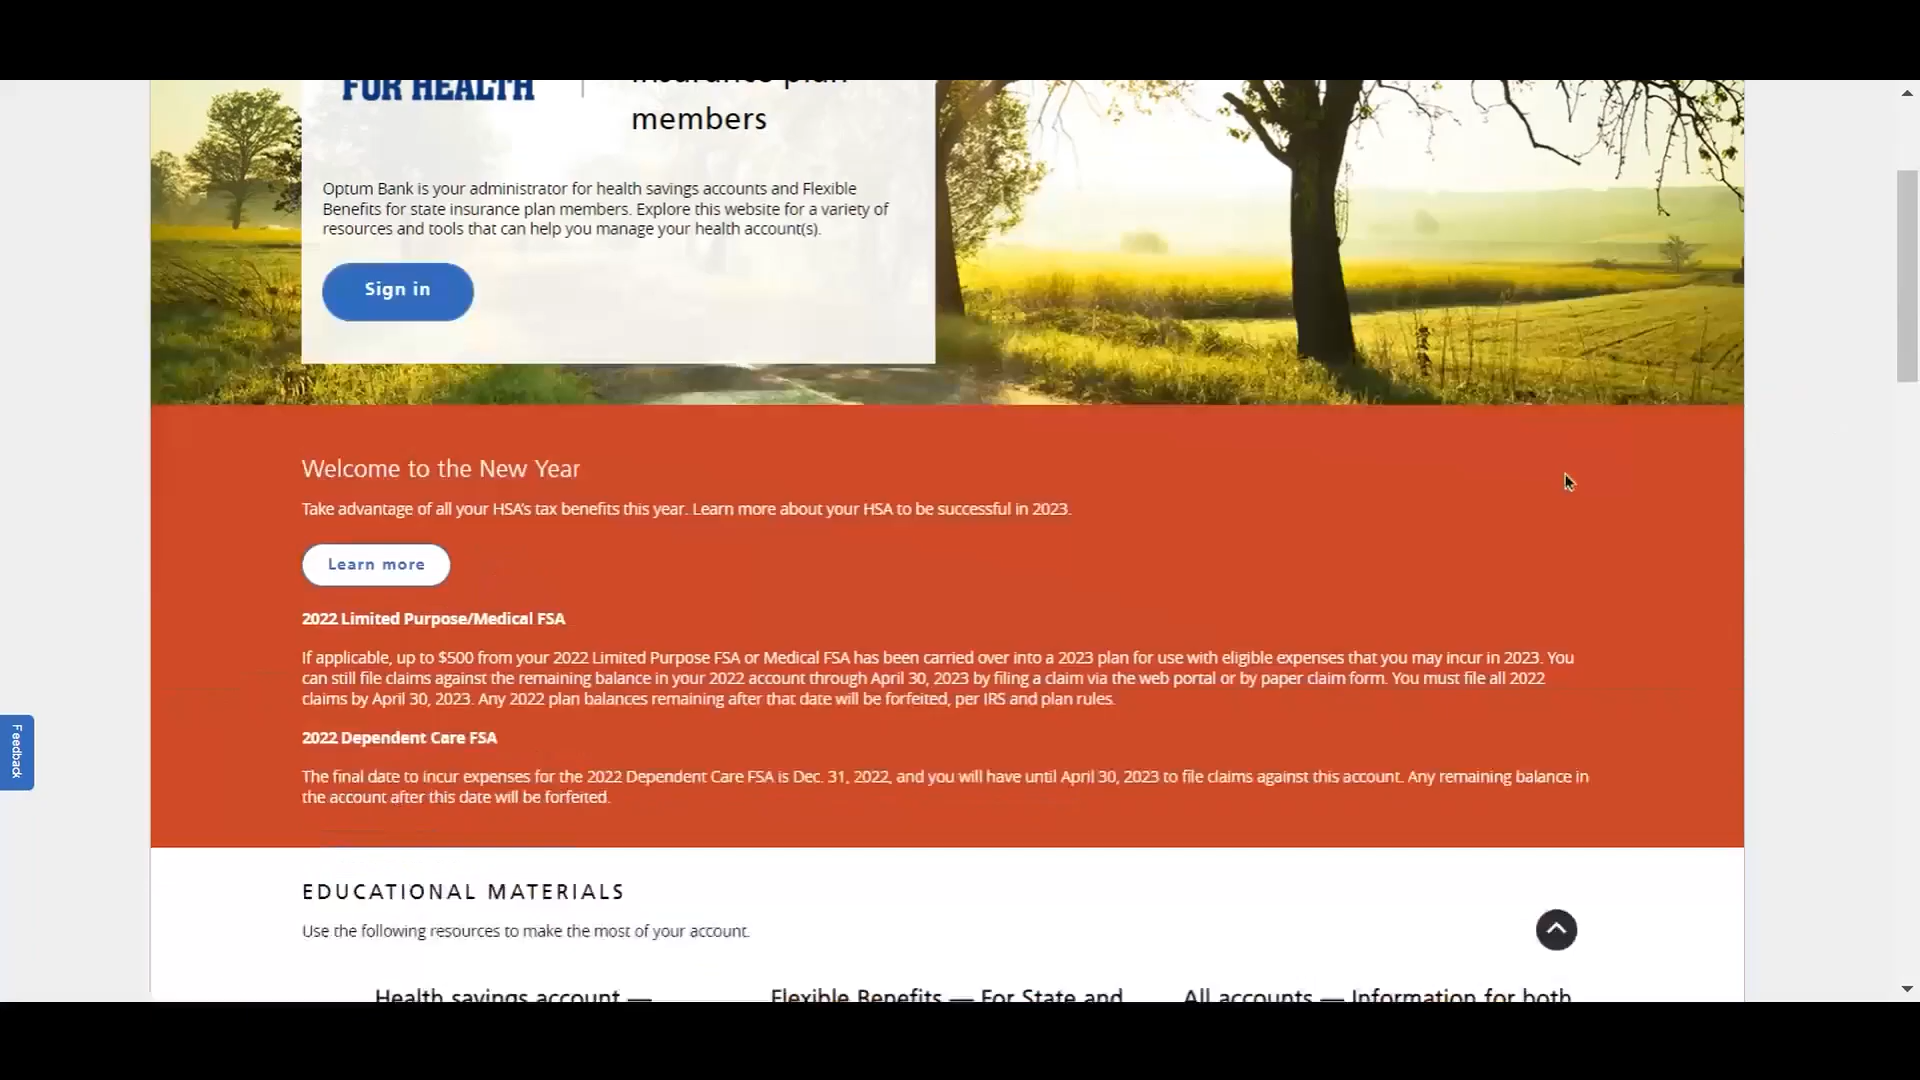 FOR HEALTH
insurance plan
members
Optum Bank is your administrator for health savings accounts and Flexible
Benefits for state insurance plan members. Explore this website for a variety of
resources and tools that can help you manage your health account(s).
Sign in
Welcome to the New Year
Take advantage of all your HSA's tax benefits this year. Learn more about your HSA to be successful in 2023.
Learn more
2022 Limited Purpose/Medical FSA
If applicable, up to $500 from your 2022 Limited Purpose FSA or Medical FSA has been carried over into a 2023 plan for use with eligible expenses that you may incur in 2023. You
can still file claims against the remaining balance in your 2022 account through April 30, 2023 by filing a claim via the web portal or by paper claim form. You must file all 2022
claims by April 30, 2023. Any 2022 plan balances remaining after that date will be forfeited, per IRS and plan rules.
Feedback
2022 Dependent Care FSA
The final date to incur expenses for the 2022 Dependent Care FSA is Dec. 31, 2022, and you will have until April 30, 2023 to file claims against this account. Any remaining balance in
the account after this date will be forfeited.
EDUCATIONAL MATERIALS
Use the following resources to make the most of your account.
Health savings account —
Flexible Benefits — For State and
All accounts — Information for both